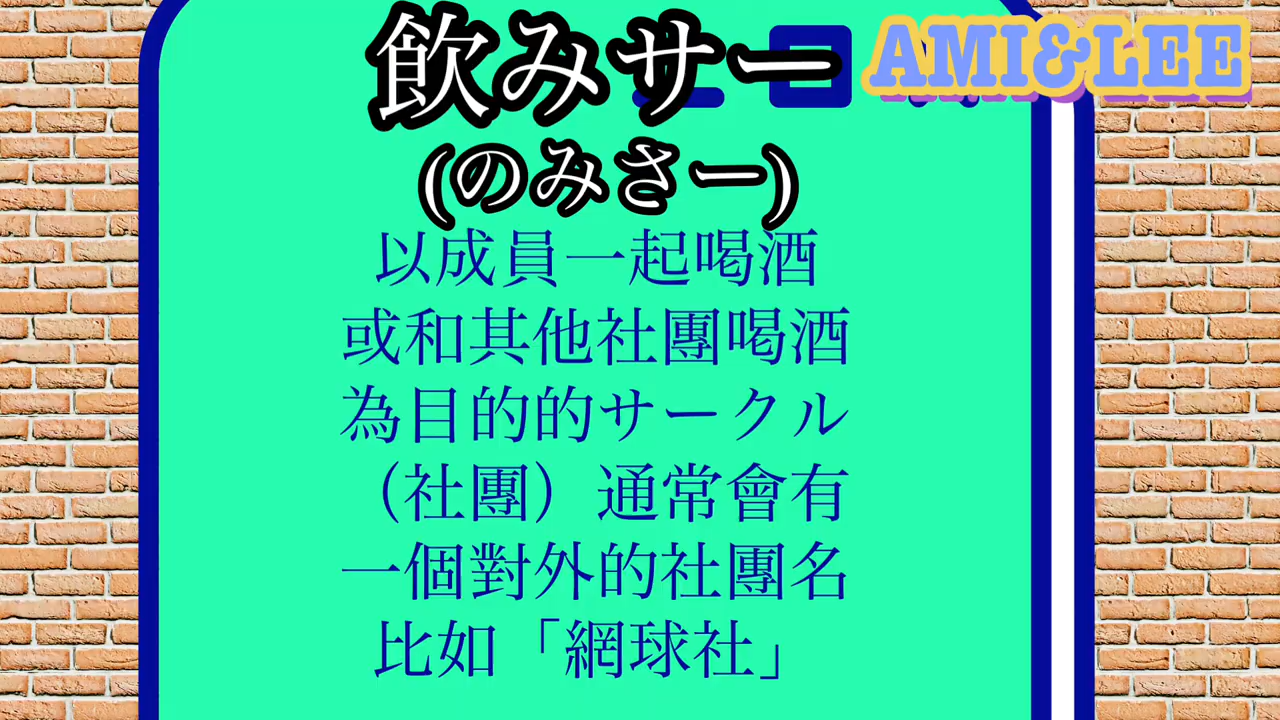 飲みサー
AMI&LEE
(のみさー)
以成員一起喝酒
或和其他社團喝酒
為目的的サークル
（社團）通常會有
一個對外的社團名
比如「網球社」